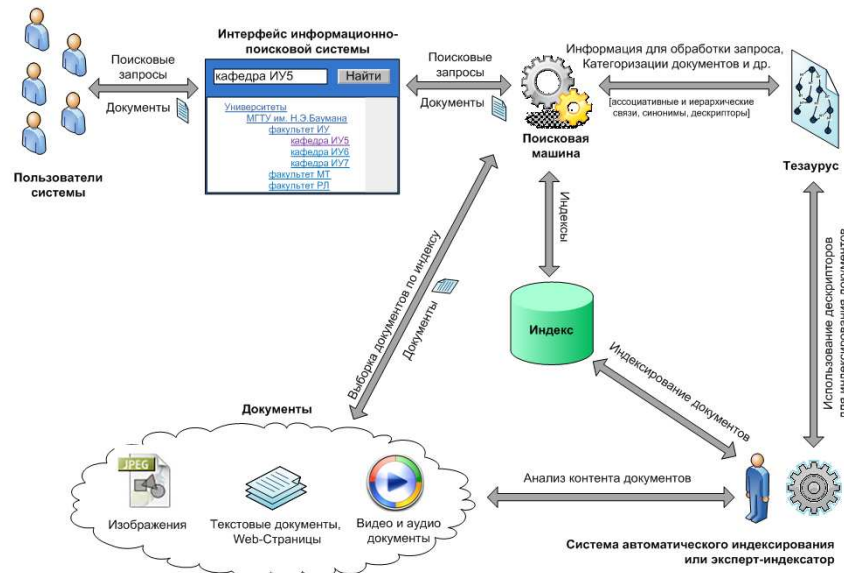 Интерфейс информационно-
поисковой системы
Поисковые
запросы
Документы
кафедра ИУ5
Найти
Университеты
МГТУ им. Н.Э.Баумана
факультет ИУ
кафедра ИУ5
кафедра ИУ6
кафедра ИУ7
факультет МТ
факультет РЛ
Пользователи
системы
Поисковые
запросы
Документы
Поисковая
машина
Информация для обработки запроса,
Категоризации документов и др.
[ассоциативные и иерархические
связи, синонимы, дескрипторы]
Тезаурус
Индексы
Индекс
Выборка документов по индексу
Документы
Использование дескрипторов
для индексирования документов
Индексирование документов
Документы
JPEG
Изображения
Текстовые документы,
Web-Страницы
Видео и аудио
документы
Анализ контента документов
Система автоматического индексирования
или эксперт-индексатор